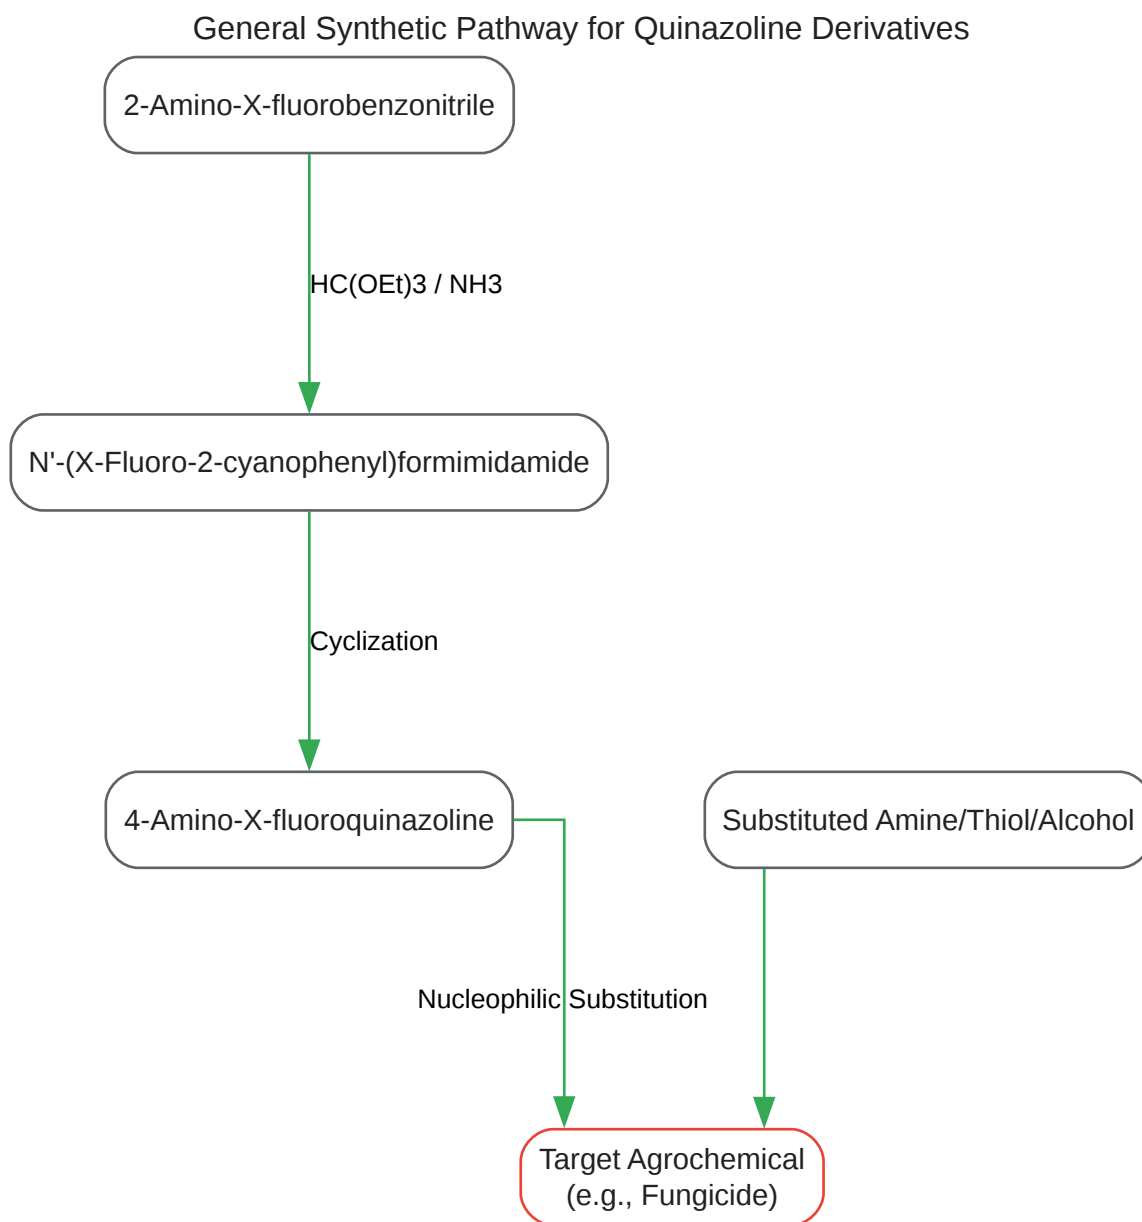 General Synthetic Pathway for Quinazoline Derivatives
2-Amino-X-fluorobenzonitrile
HC(OEt)3 / NH3
N'-(X-Fluoro-2-cyanophenyl)formimidamide
Cyclization
4-Amino-X-fluoroquinazoline
Substituted Amine/Thiol/Alcohol
Nucleophilic Substitution
Target Agrochemical
(e.g., Fungicide)